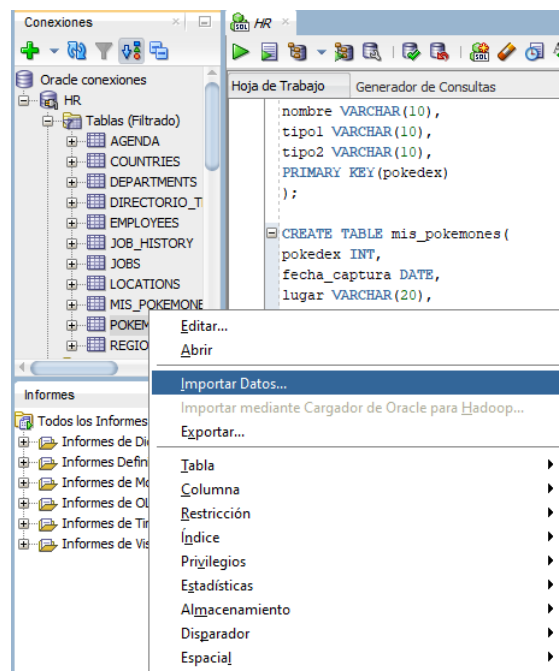 Conexiones
HR
Oracle conexiones
HR
Tablas (Filtrado)
AGENDA
COUNTRIES
DEPARTMENTS
DIRECTORIO_T
EMPLOYEES
JOB_HISTORY
JOBS
LOCATIONS
MIS_POKEMONE
POKEM
REGIO
Hoja de Trabajo Generador de Consultas
nombre VARCHAR(10),
tipo1 VARCHAR(10),
tipo2 VARCHAR(10),
PRIMARY KEY(pokedex)
);
CREATE TABLE mis_pokemones(
pokedex INT,
fecha_captura DATE,
lugar VARCHAR(20),
Editar...
Abrir
Importar Datos...
Importar mediante Cargador de Oracle para Hadoop...
Exportar...
Tabla
Columna
Restricción
Índice
Privilegios
Estadísticas
Almacenamiento
Disparador
Espacial
Informes
Todos los Informes
Informes de Di
Informes Defin
Informes de Mo
Informes de OL
Informes de Tir
Informes de Vis